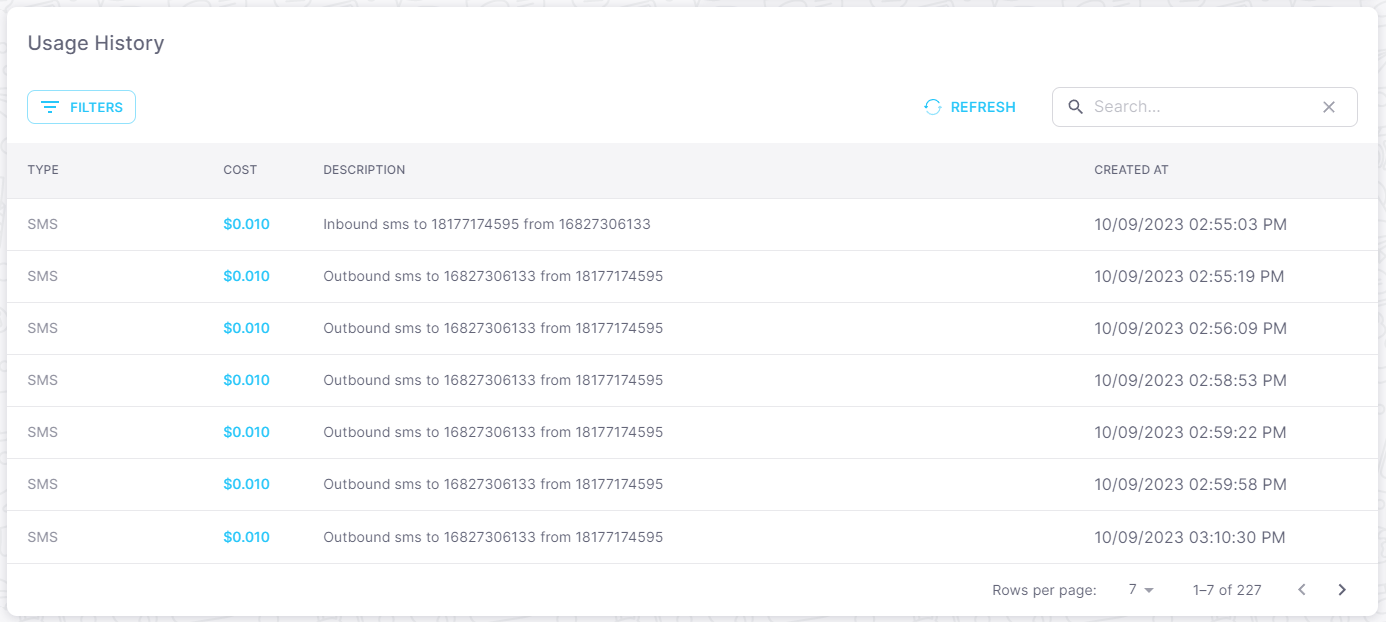 Usage History
FILTERS REFRESH Search...
TYPE COST DESCRIPTION CREATED AT
SMS $0.010 Inbound sms to 18177174595 from 16827306133 10/09/2023 02:55:03 PM
SMS $0.010 Outbound sms to 16827306133 from 18177174595 10/09/2023 02:55:19 PM
SMS $0.010 Outbound sms to 16827306133 from 18177174595 10/09/2023 02:56:09 PM
SMS $0.010 Outbound sms to 16827306133 from 18177174595 10/09/2023 02:58:53 PM
SMS $0.010 Outbound sms to 16827306133 from 18177174595 10/09/2023 02:59:22 PM
SMS $0.010 Outbound sms to 16827306133 from 18177174595 10/09/2023 02:59:58 PM
SMS $0.010 Outbound sms to 16827306133 from 18177174595 10/09/2023 03:10:30 PM
Rows per page: 7 1–7 of 227